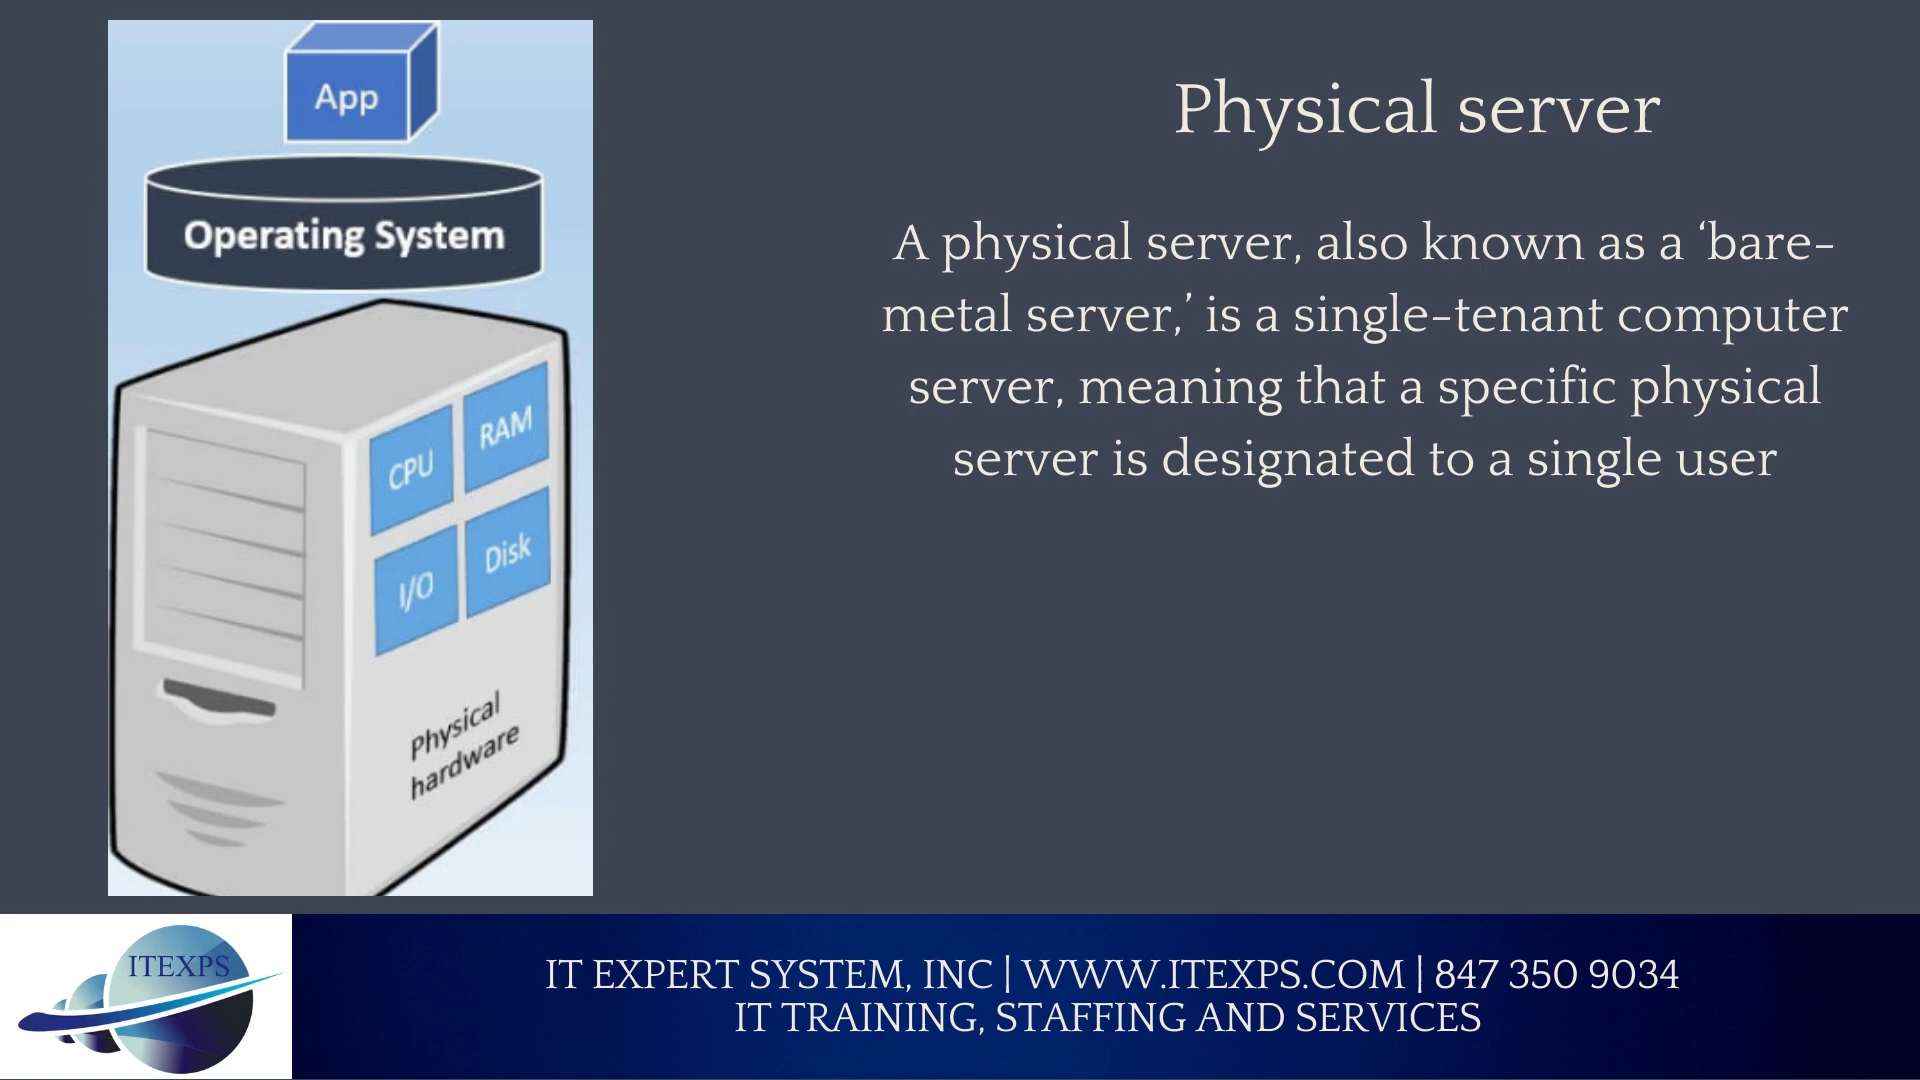 App
Operating System
CPU
RAM
I/O
Disk
Physical
hardware
Physical server
A physical server, also known as a ‘bare-
metal server,’ is a single-tenant computer
server, meaning that a specific physical
server is designated to a single user
ITEXPS
IT EXPERT SYSTEM, INC | WWW.ITEXPS.COM | 847 350 9034
IT TRAINING, STAFFING AND SERVICES